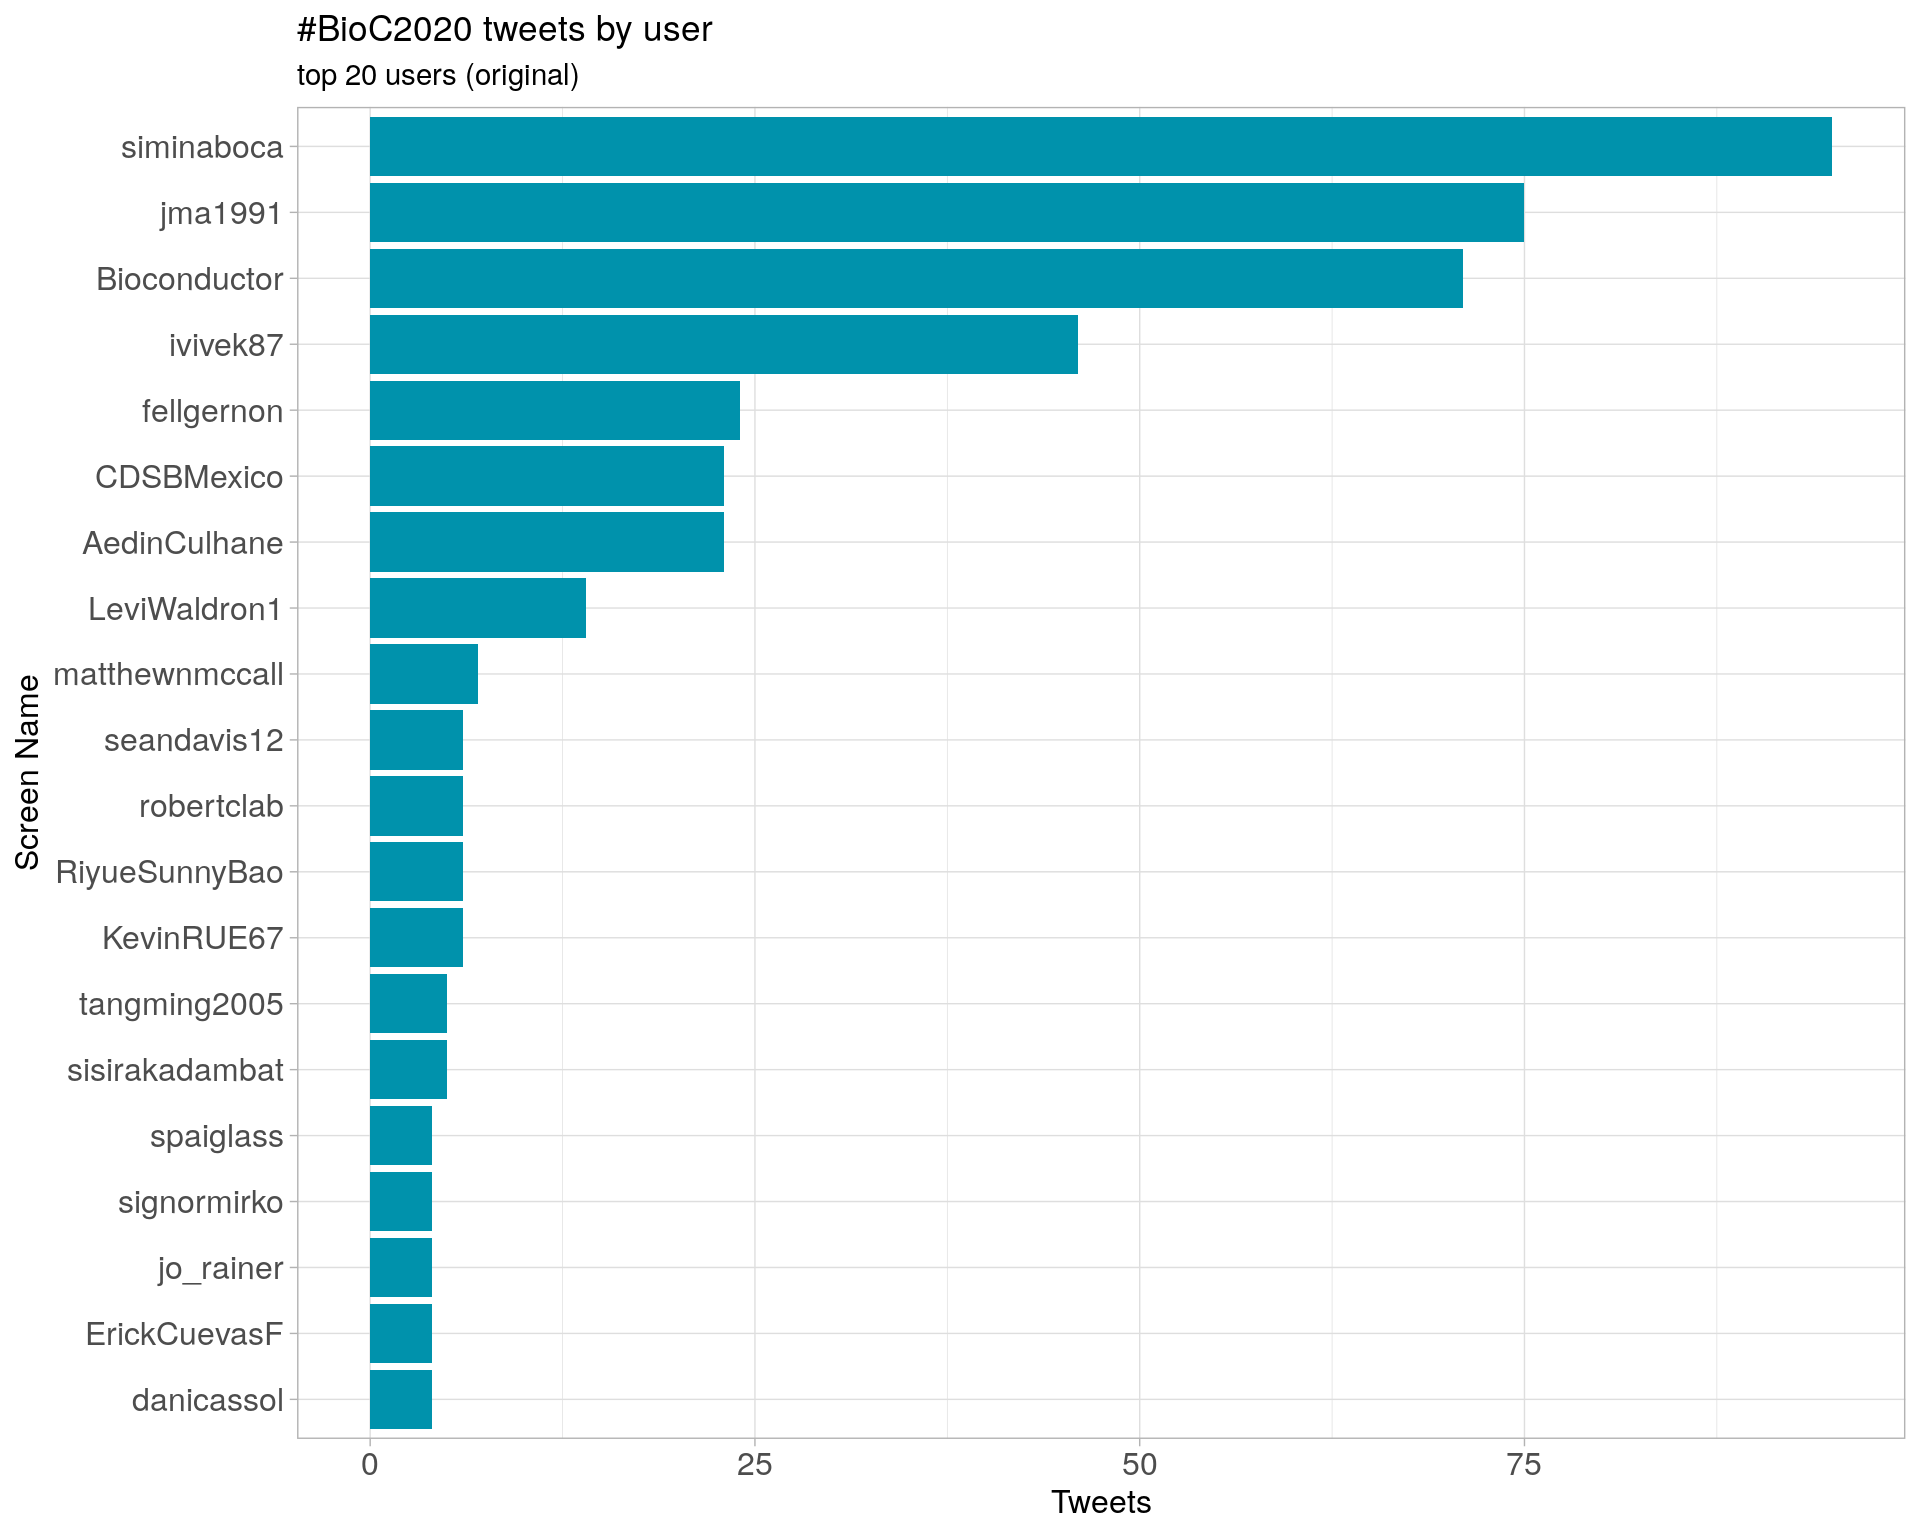 #BioC2020 tweets by user
top 20 users (original)
siminaboca
jma1991
Bioconductor
ivivek87
fellgernon
CDSBMexico
AedinCulhane
LeviWaldron1
matthewnmccall
seandavis12
robertclab
RiyueSunnyBao
KevinRUE67
tangming2005
sisirakadambat
spaiglass
signormirko
jo_rainer
ErickCuevasF
danicassol
Screen Name
0 25 50 75
Tweets